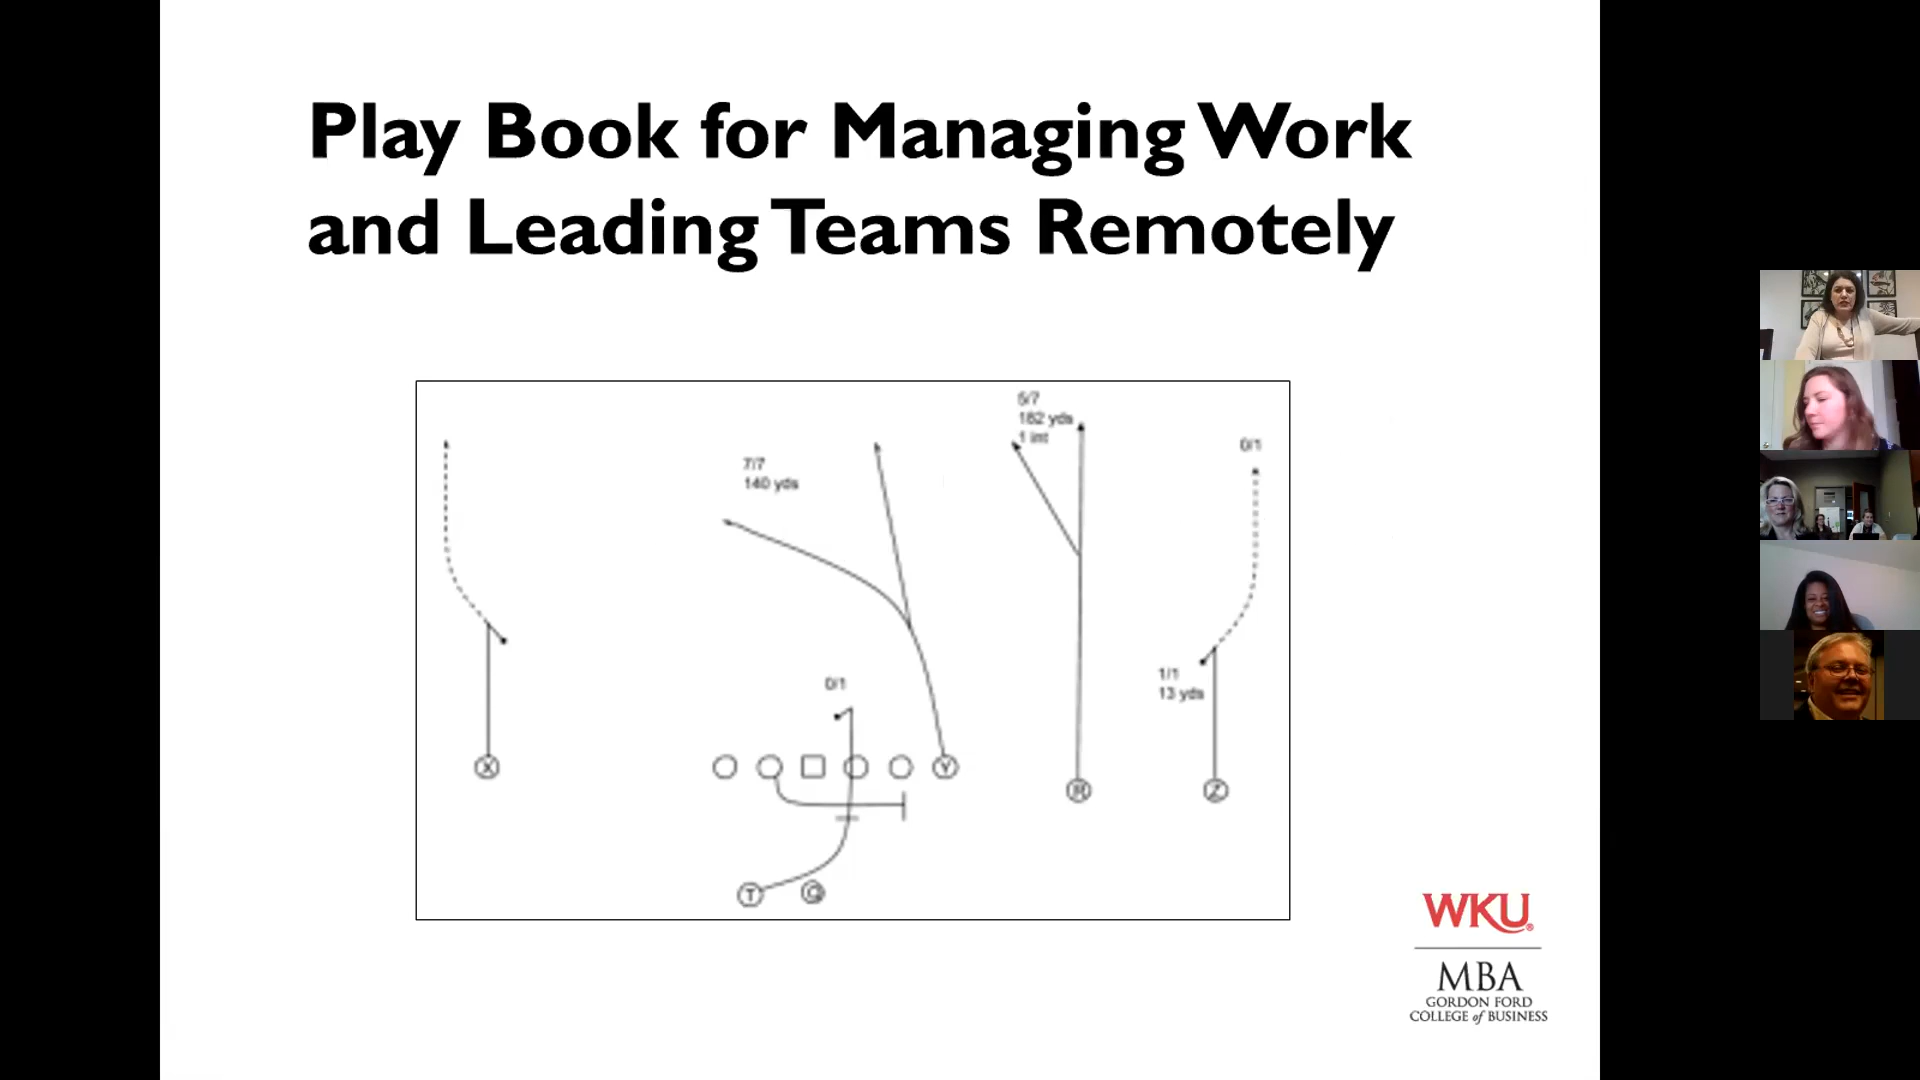 Play Book for Managing Work
and Leading Teams Remotely
5/7
182 yds
1 int
0/1
7/7
140 yds
1/1
13 yds
0/1
X
Y
Z
T
Q
WKU®
MBA
GORDON FORD
COLLEGE of BUSINESS